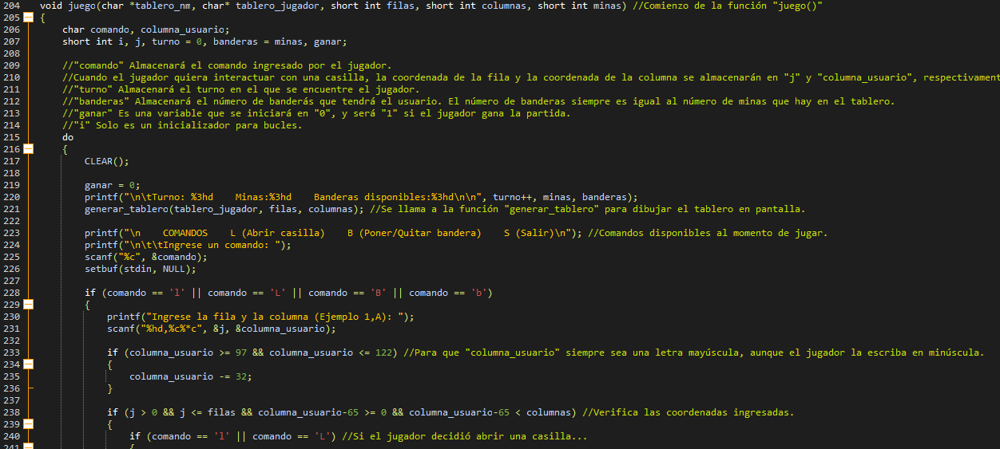 204 void juego(char *tablero_nm, char* tablero_jugador, short int filas, short int columnas, short int minas) //Comienzo de la función "juego()"
205 {
206 char comando, columna_usuario;
207 short int i, j, turno = 0, banderas = minas, ganar;
208
209 //"comando" Almacenará el comando ingresado por el jugador.
210 //Cuando el jugador quiera interactuar con una casilla, la coordenada de la fila y la coordenada de la columna se almacenarán en "j" y "columna_usuario", respectivament
211 //"turno" Almacenará el turno en el que se encuentre el jugador.
212 //"banderas" Almacenará el número de banderás que tendrá el usuario. El número de banderas siempre es igual al número de minas que hay en el tablero.
213 //"ganar" Es una variable que se iniciará en "0", y será "1" si el jugador gana la partida.
214 //"i" Solo es un inicializador para bucles.
215 do
216 {
217 CLEAR();
218
219 ganar = 0;
220 printf("\n\tTurno: %3hd    Minas:%3hd    Banderas disponibles:%3hd\n\n", turno++, minas, banderas);
221 generar_tablero(tablero_jugador, filas, columnas); //Se llama a la función "generar_tablero" para dibujar el tablero en pantalla.
222
223 printf("\n    COMANDOS    L (Abrir casilla)    B (Poner/Quitar bandera)    S (Salir)\n"); //Comandos disponibles al momento de jugar.
224 printf("\n\t\tIngrese un comando: ");
225 scanf("%c", &comando);
226 setbuf(stdin, NULL);
227
228 if (comando == 'l' || comando == 'L' || comando == 'B' || comando == 'b')
229 {
230 printf("Ingrese la fila y la columna (Ejemplo 1,A): ");
231 scanf("%hd,%c%*c", &j, &columna_usuario);
232
233 if (columna_usuario >= 97 && columna_usuario <= 122) //Para que "columna_usuario" siempre sea una letra mayúscula, aunque el jugador la escriba en minúscula.
234 {
235 columna_usuario -= 32;
236 }
237
238 if (j > 0 && j <= filas && columna_usuario-65 >= 0 && columna_usuario-65 < columnas) //Verifica las coordenadas ingresadas.
239 {
240 if (comando == 'l' || comando == 'L') //Si el jugador decidió abrir una casilla...
241 {